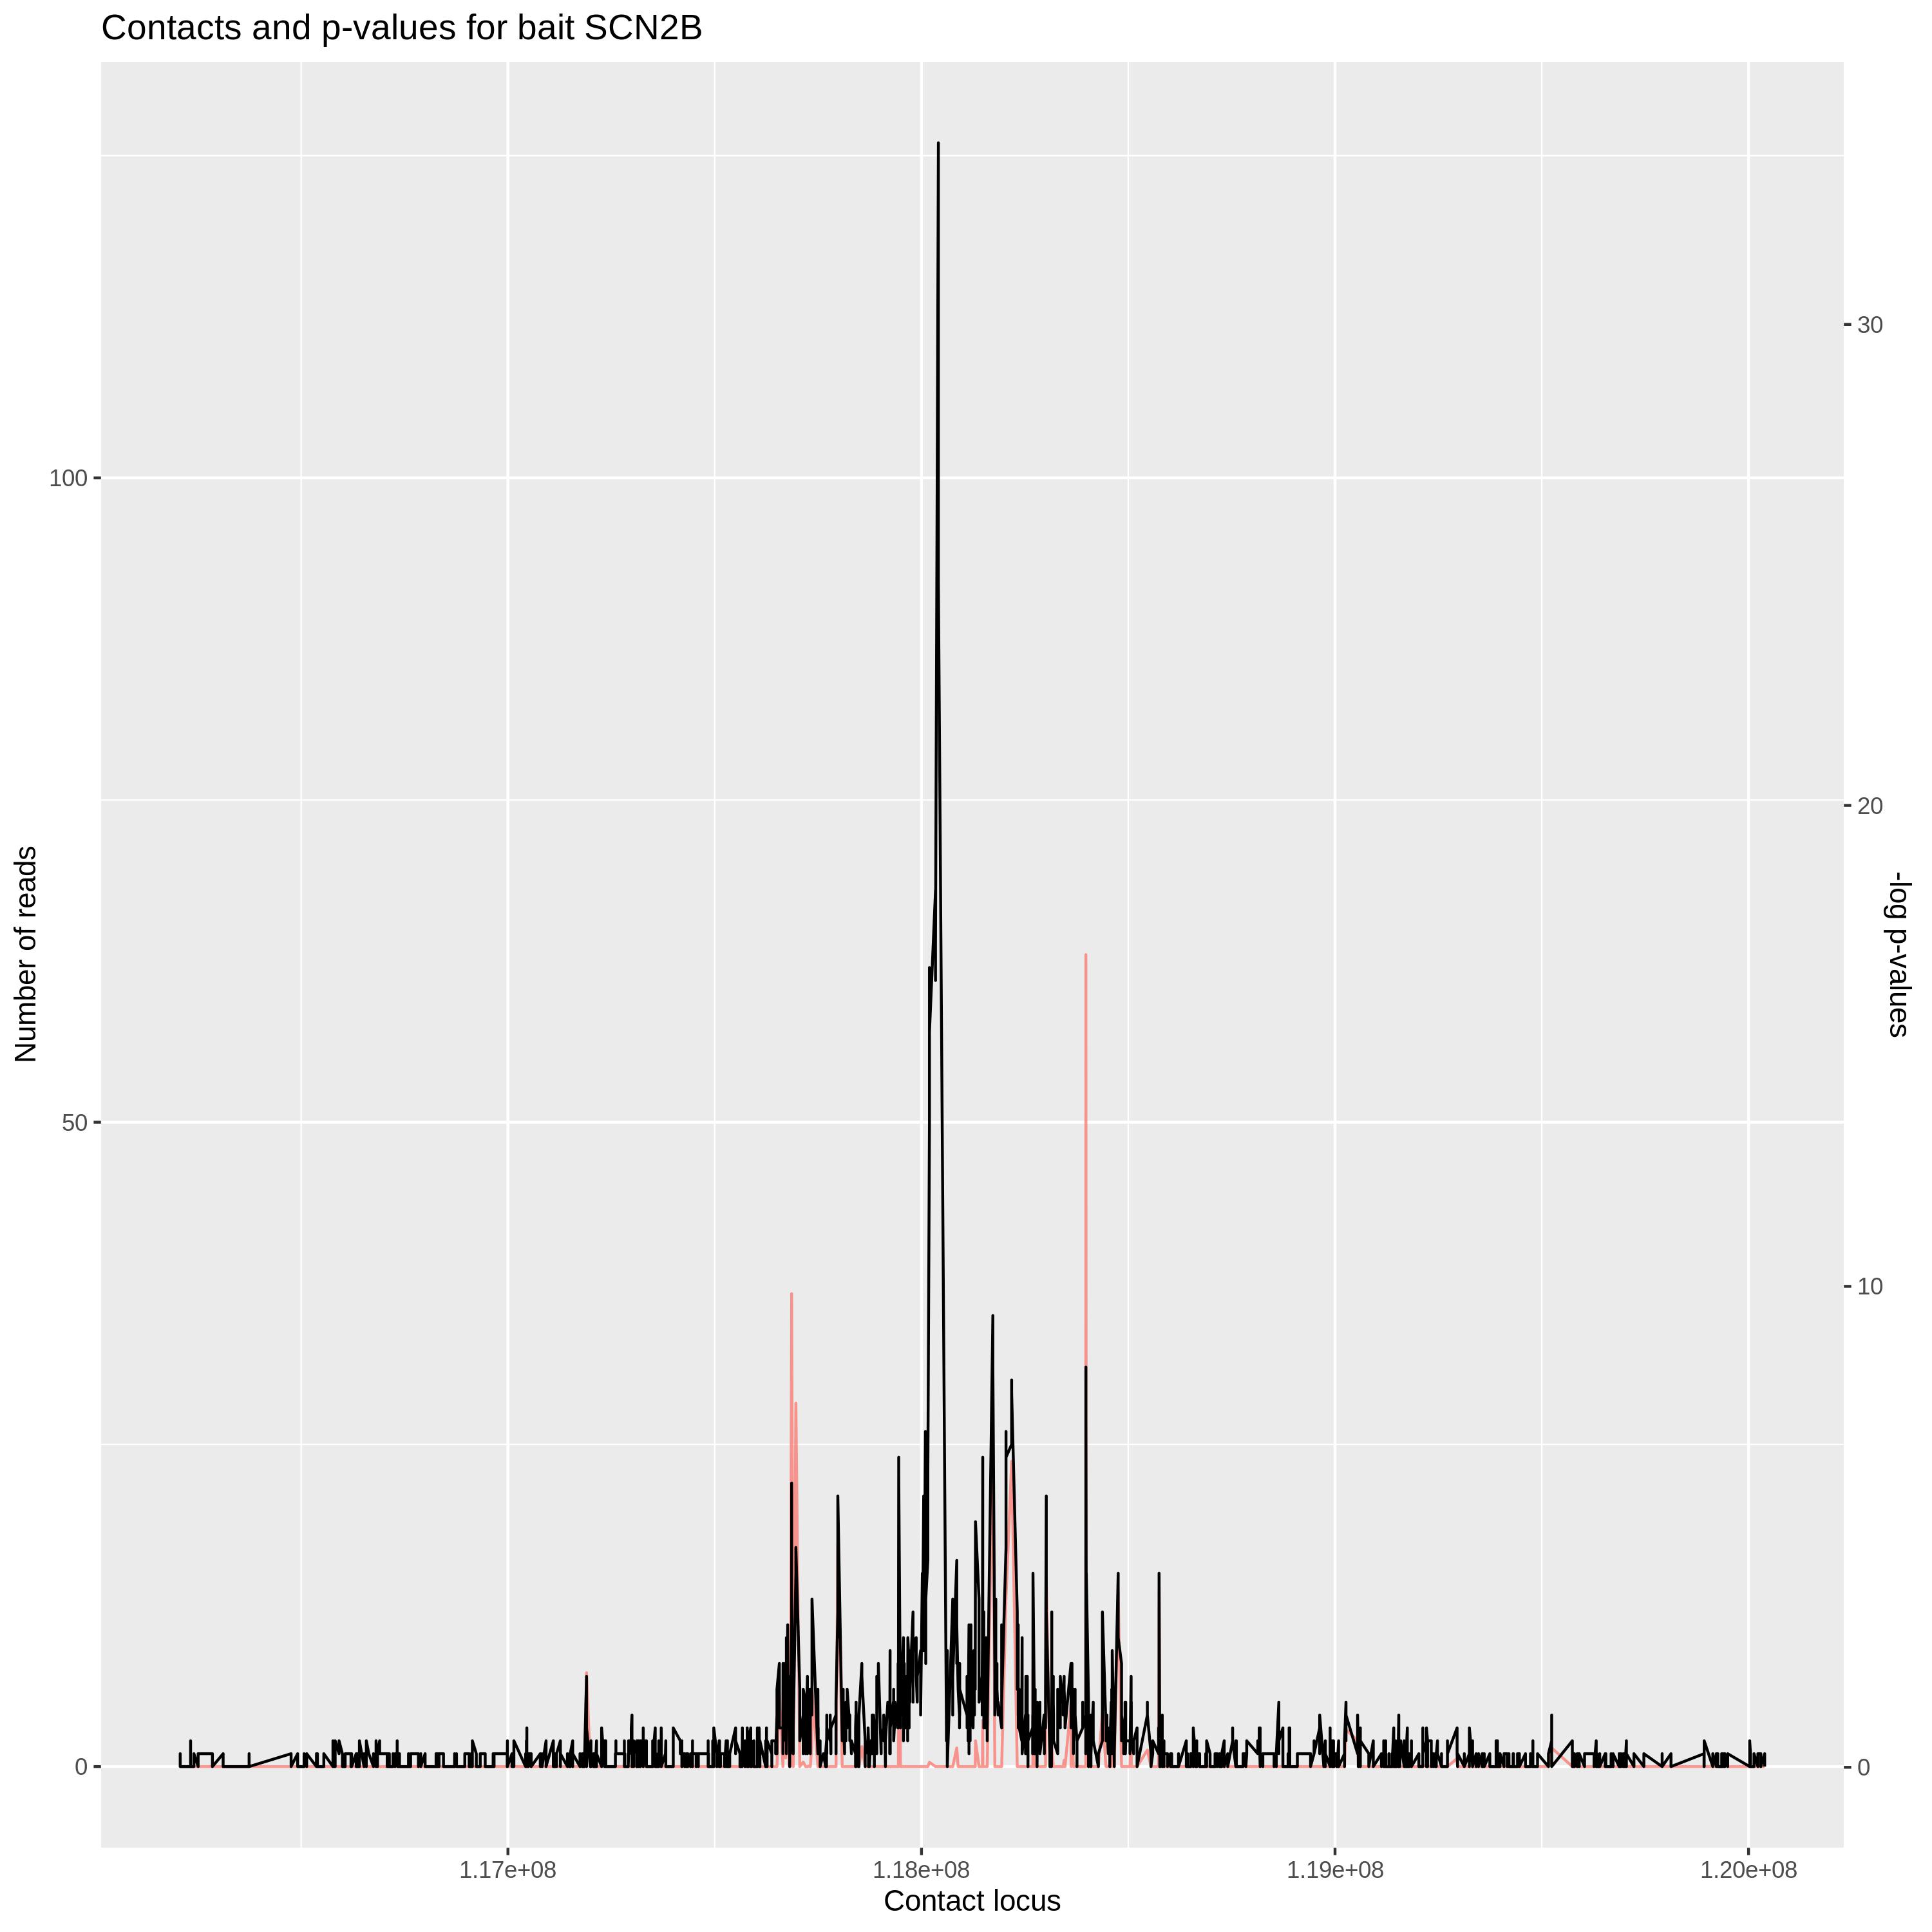 Contacts and p-values for bait SCN2B
Number of reads
100
50
0
30
20
10
0
-log p-values
1.17e+08
1.18e+08
1.19e+08
1.20e+08
Contact locus